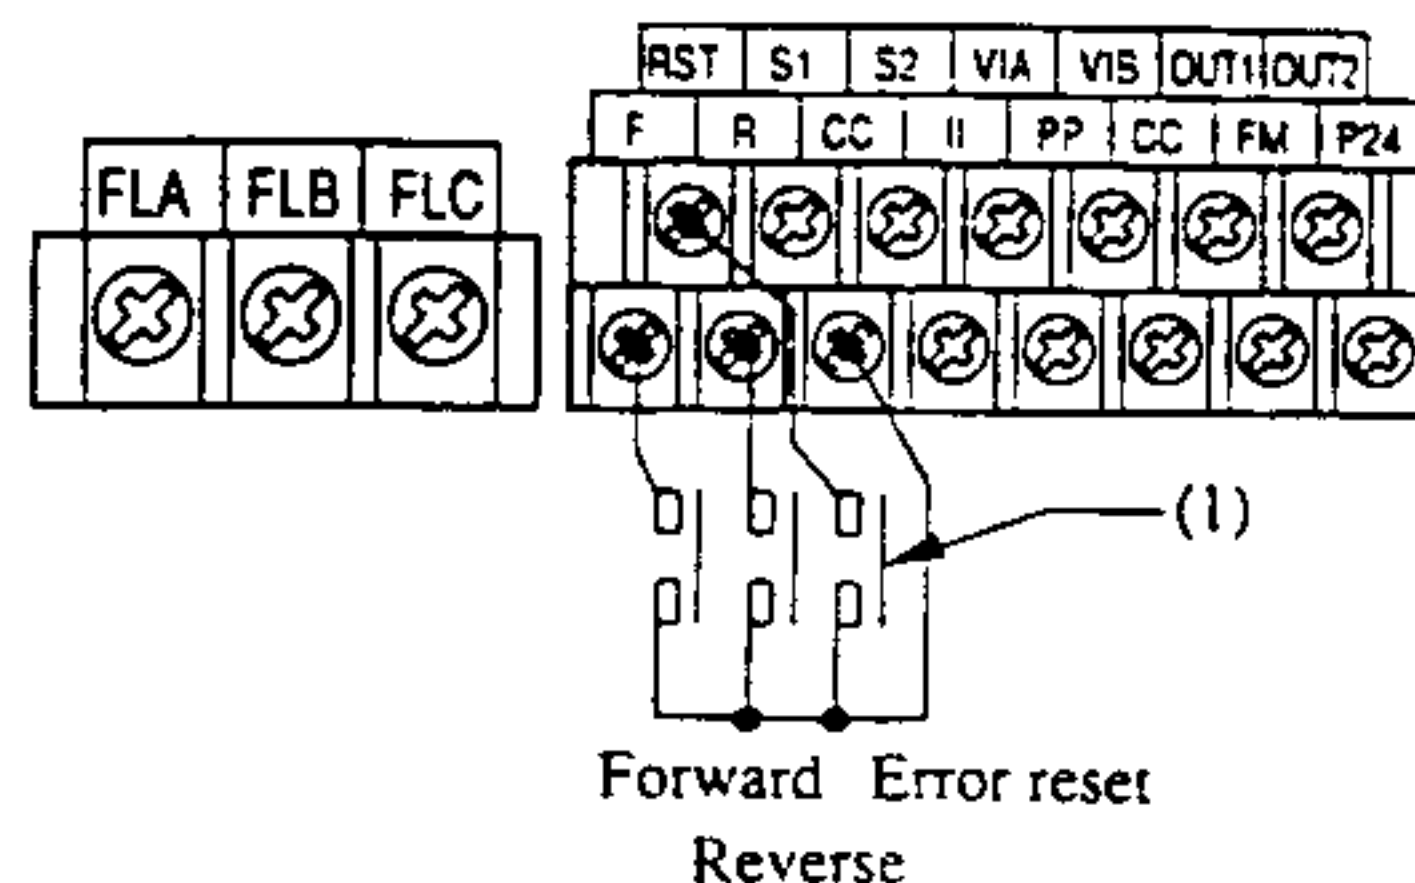 RST S1 S2 VIA VIB OUT1 OUT2
F R CC II PP CC FM P24
FLA FLB FLC
(1)
Forward Error reset
Reverse